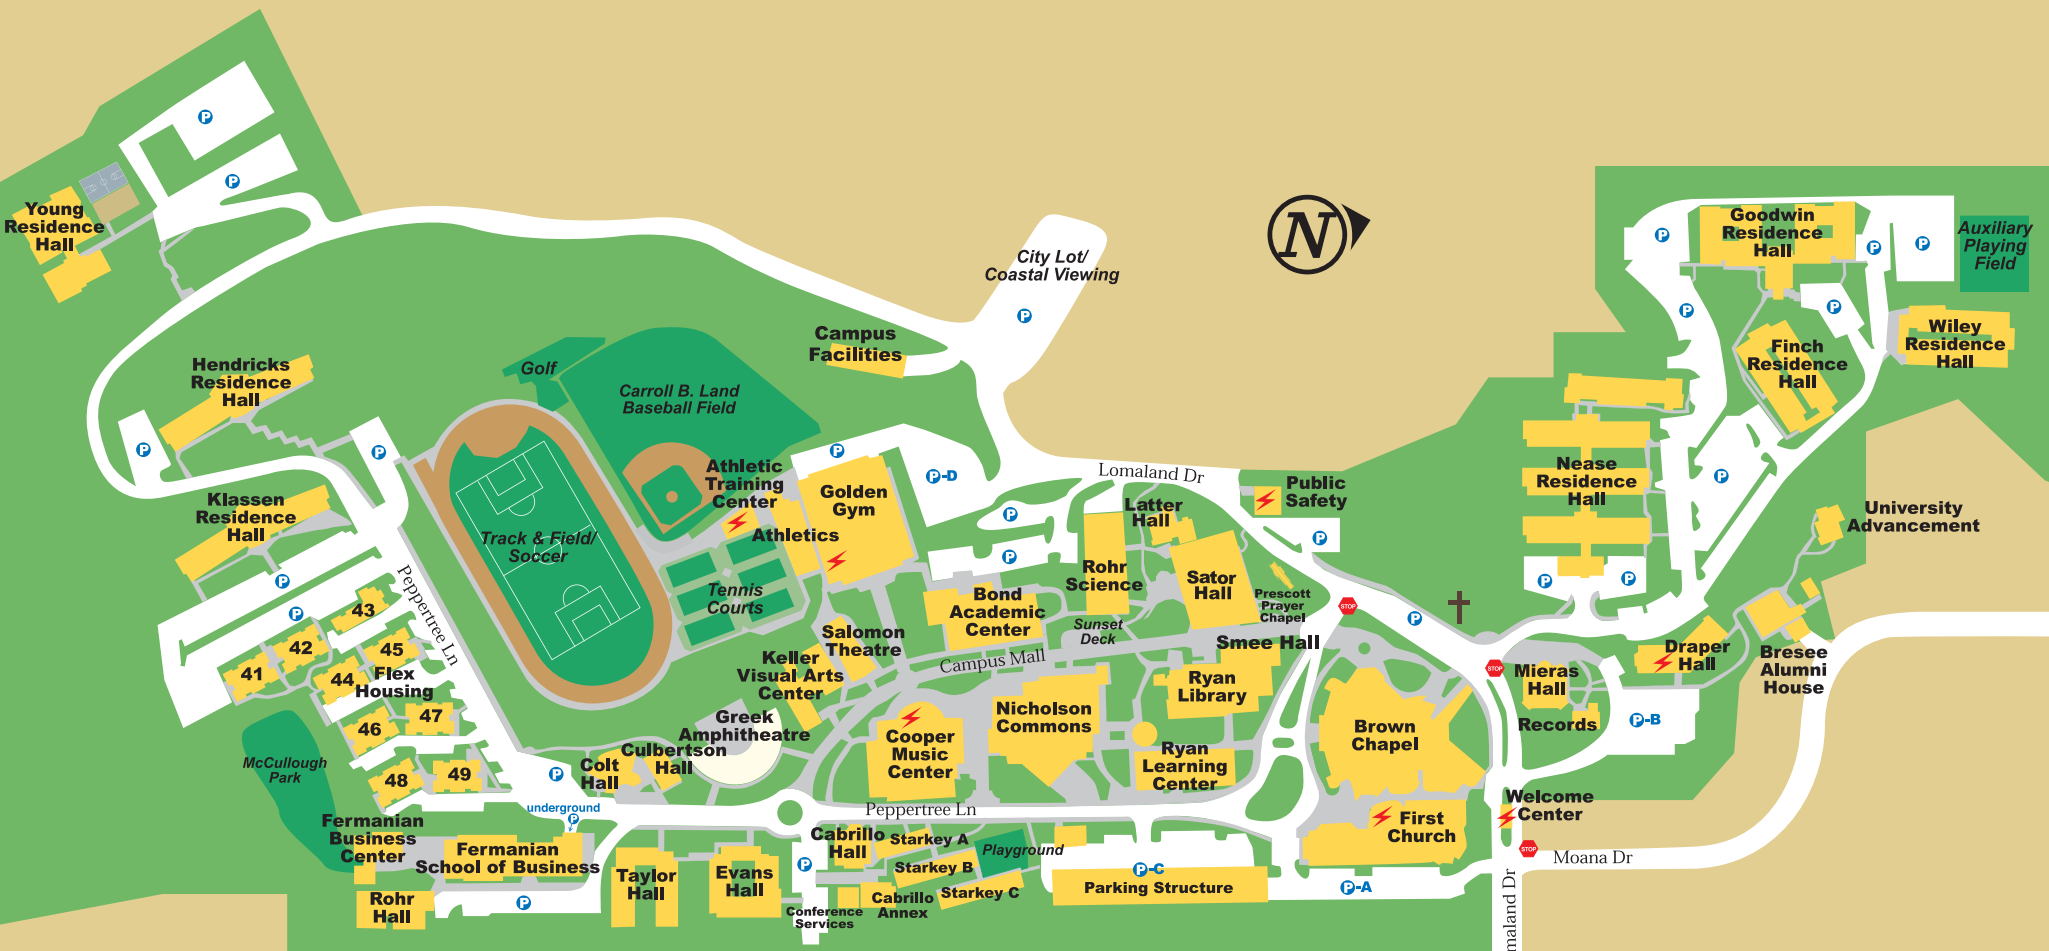 P
P
Young
Residence
Hall
N
City Lot/
Coastal Viewing
P
Campus
Facilities
Golf
Carroll B. Land
Baseball Field
Hendricks
Residence
Hall
P
P
Klassen
Residence
Hall
P
P
Peppertree Ln
Track & Field/
Soccer
Athletic
Training
Center
Athletics
Golden
Gym
P
P-D
Tennis
Courts
Lomaland Dr
P
P
Latter
Hall
Public
Safety
P
Rohr
Science
Sator
Hall
Prescott
Prayer
Chapel
STOP
P
Bond
Academic
Center
Sunset
Deck
Smee Hall
Campus Mall
Salomon
Theatre
Keller
Visual Arts
Center
Greek
Amphitheatre
Culbertson
Hall
Colt
Hall
41
42
43
44
45
Flex
Housing
46
47
48
49
McCullough
Park
P
underground
P
Fermanian
Business
Center
Fermanian
School of Business
Rohr
Hall
P
Taylor
Hall
Evans
Hall
P
Conference
Services
Cabrillo
Hall
Cabrillo
Annex
Starkey A
Starkey B
Starkey C
Playground
Peppertree Ln
Cooper
Music
Center
Nicholson
Commons
Ryan
Library
Ryan
Learning
Center
P-C
Parking Structure
P-A
Brown
Chapel
First
Church
Welcome
Center
STOP
STOP
Moana Dr
maland Dr
Mieras
Hall
Records
P-B
Draper
Hall
Bresee
Alumni
House
University
Advancement
Nease
Residence
Hall
P
P
P
P
P
Goodwin
Residence
Hall
P
P
P
Finch
Residence
Hall
Wiley
Residence
Hall
Auxiliary
Playing
Field